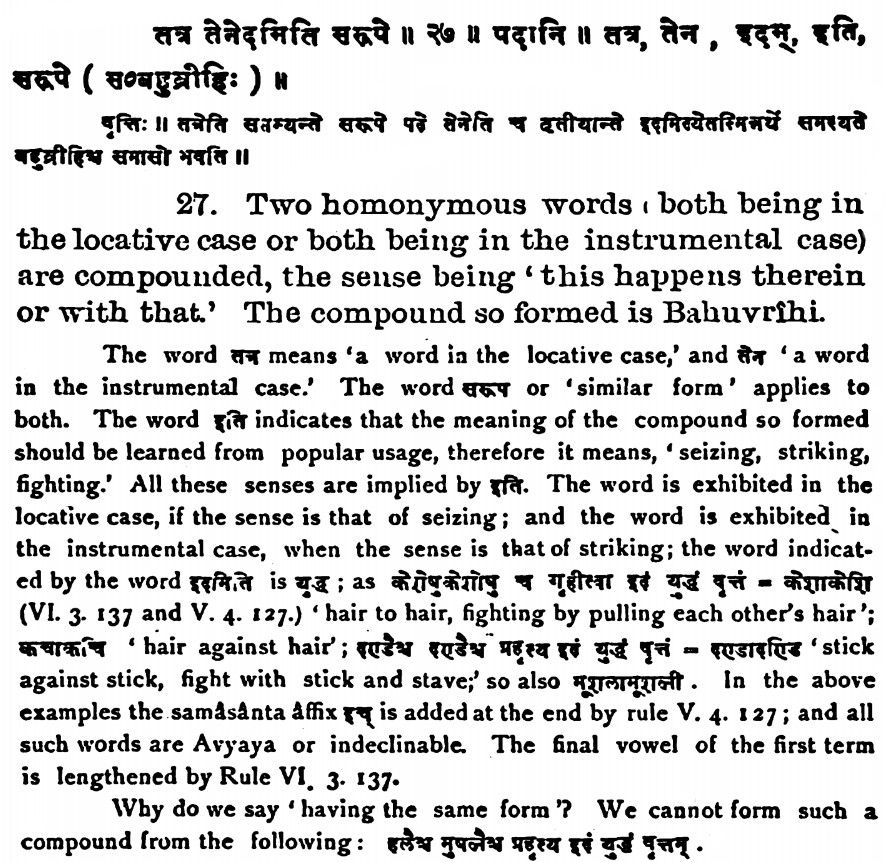 तत्र तेनेदमिति सरूपे ॥ २७ ॥ पदानि ॥ तत्र, तेन , इदम्, इति,
सरूपे ( स०बहुव्रीहिः ) ॥
वृत्तिः ॥ तत्रेति सप्तम्यन्ते सरूपे पदे तेनेति च तृतीयान्ते इदमित्येतस्मिन्नर्थे समस्यते
बहुव्रीहिश्च समासो भवति ॥
27. Two homonymous words ( both being in
the locative case or both being in the instrumental case)
are compounded, the sense being ‘this happens therein
or with that.’ The compound so formed is Bahuvrîhi.
The word तत्र means ‘a word in the locative case,’ and तेन ‘a word
in the instrumental case.’ The word सरूप or ‘similar form’ applies to
both. The word इति indicates that the meaning of the compound so formed
should be learned from popular usage, therefore it means, ‘seizing, striking,
fighting.’ All these senses are implied by इति. The word is exhibited in the
locative case, if the sense is that of seizing; and the word is exhibited in
the instrumental case, when the sense is that of striking; the word indicat-
ed by the word इदमिति is युद्ध ; as केशेषुकेशेषु च गृहीत्वा इदं युद्धं वृत्तं = केशाकेशि
(VI. 3. 137 and V. 4. 127.) ‘hair to hair, fighting by pulling each other's hair’;
कचाकचि ‘hair against hair’; दण्डैश्च दण्डैश्च प्रहृत्य इदं युद्धं वृत्तं = दण्डादण्डि ‘stick
against stick, fight with stick and stave;’ so also मूशलामूशली . In the above
examples the samâsânta âffix इच् is added at the end by rule V. 4. 127; and all
such words are Avyaya or indeclinable. The final vowel of the first term
is lengthened by Rule VI. 3. 137.
Why do we say ‘having the same form’? We cannot form such a
compound from the following : हलैश्च मुषलैश्च प्रहृत्य इदं युद्धं वृत्तम् .